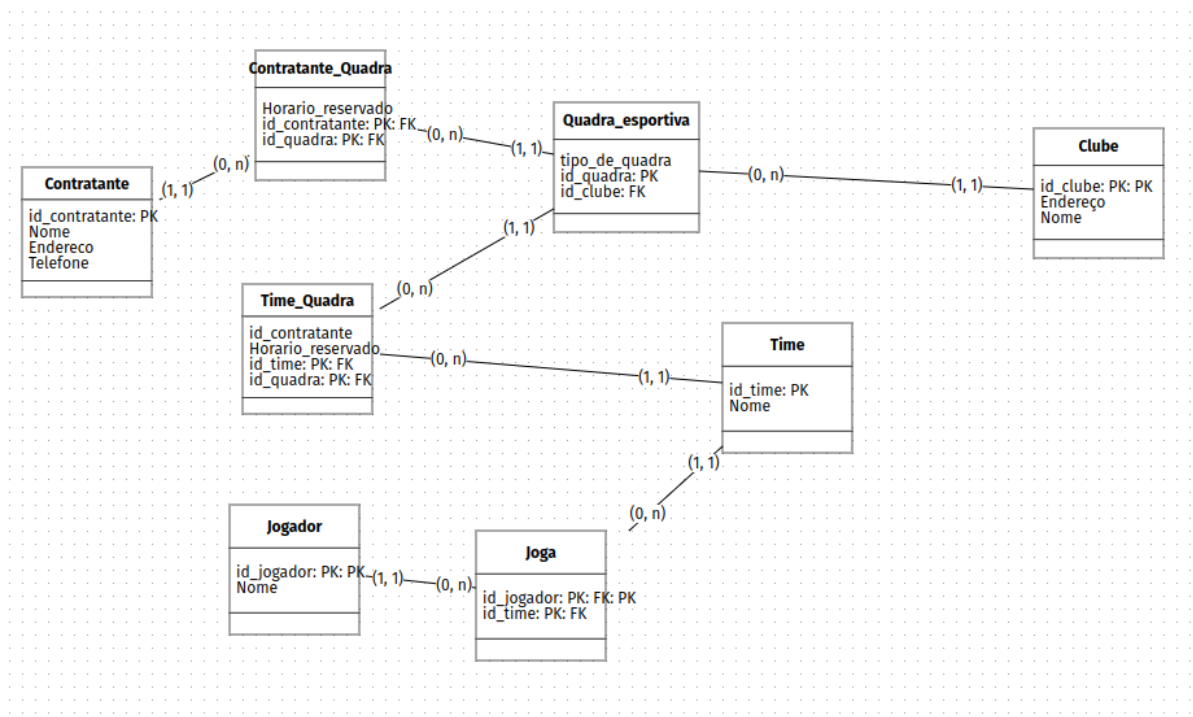 Contratante_Quadra
Horario_reservado
id_contratante: PK: FK
id_quadra: PK: FK
(0, n)
(1, 1)
Quadra_esportiva
tipo_de_quadra
id_quadra: PK
id_clube: FK
(0, n)
(1, 1)
Clube
id_clube: PK: PK
Endereço
Nome
Contratante
id_contratante: PK
Nome
Endereco
Telefone
(1, 1)
(0, n)
(1, 1)
(0, n)
Time_Quadra
id_contratante
Horario_reservado
id_time: PK: FK
id_quadra: PK: FK
(0, n)
(1, 1)
Time
id_time: PK
Nome
(1, 1)
(0, n)
Jogador
id_jogador: PK: PK
Nome
(1, 1)
(0, n)
Joga
id_jogador: PK: FK: PK
id_time: PK: FK